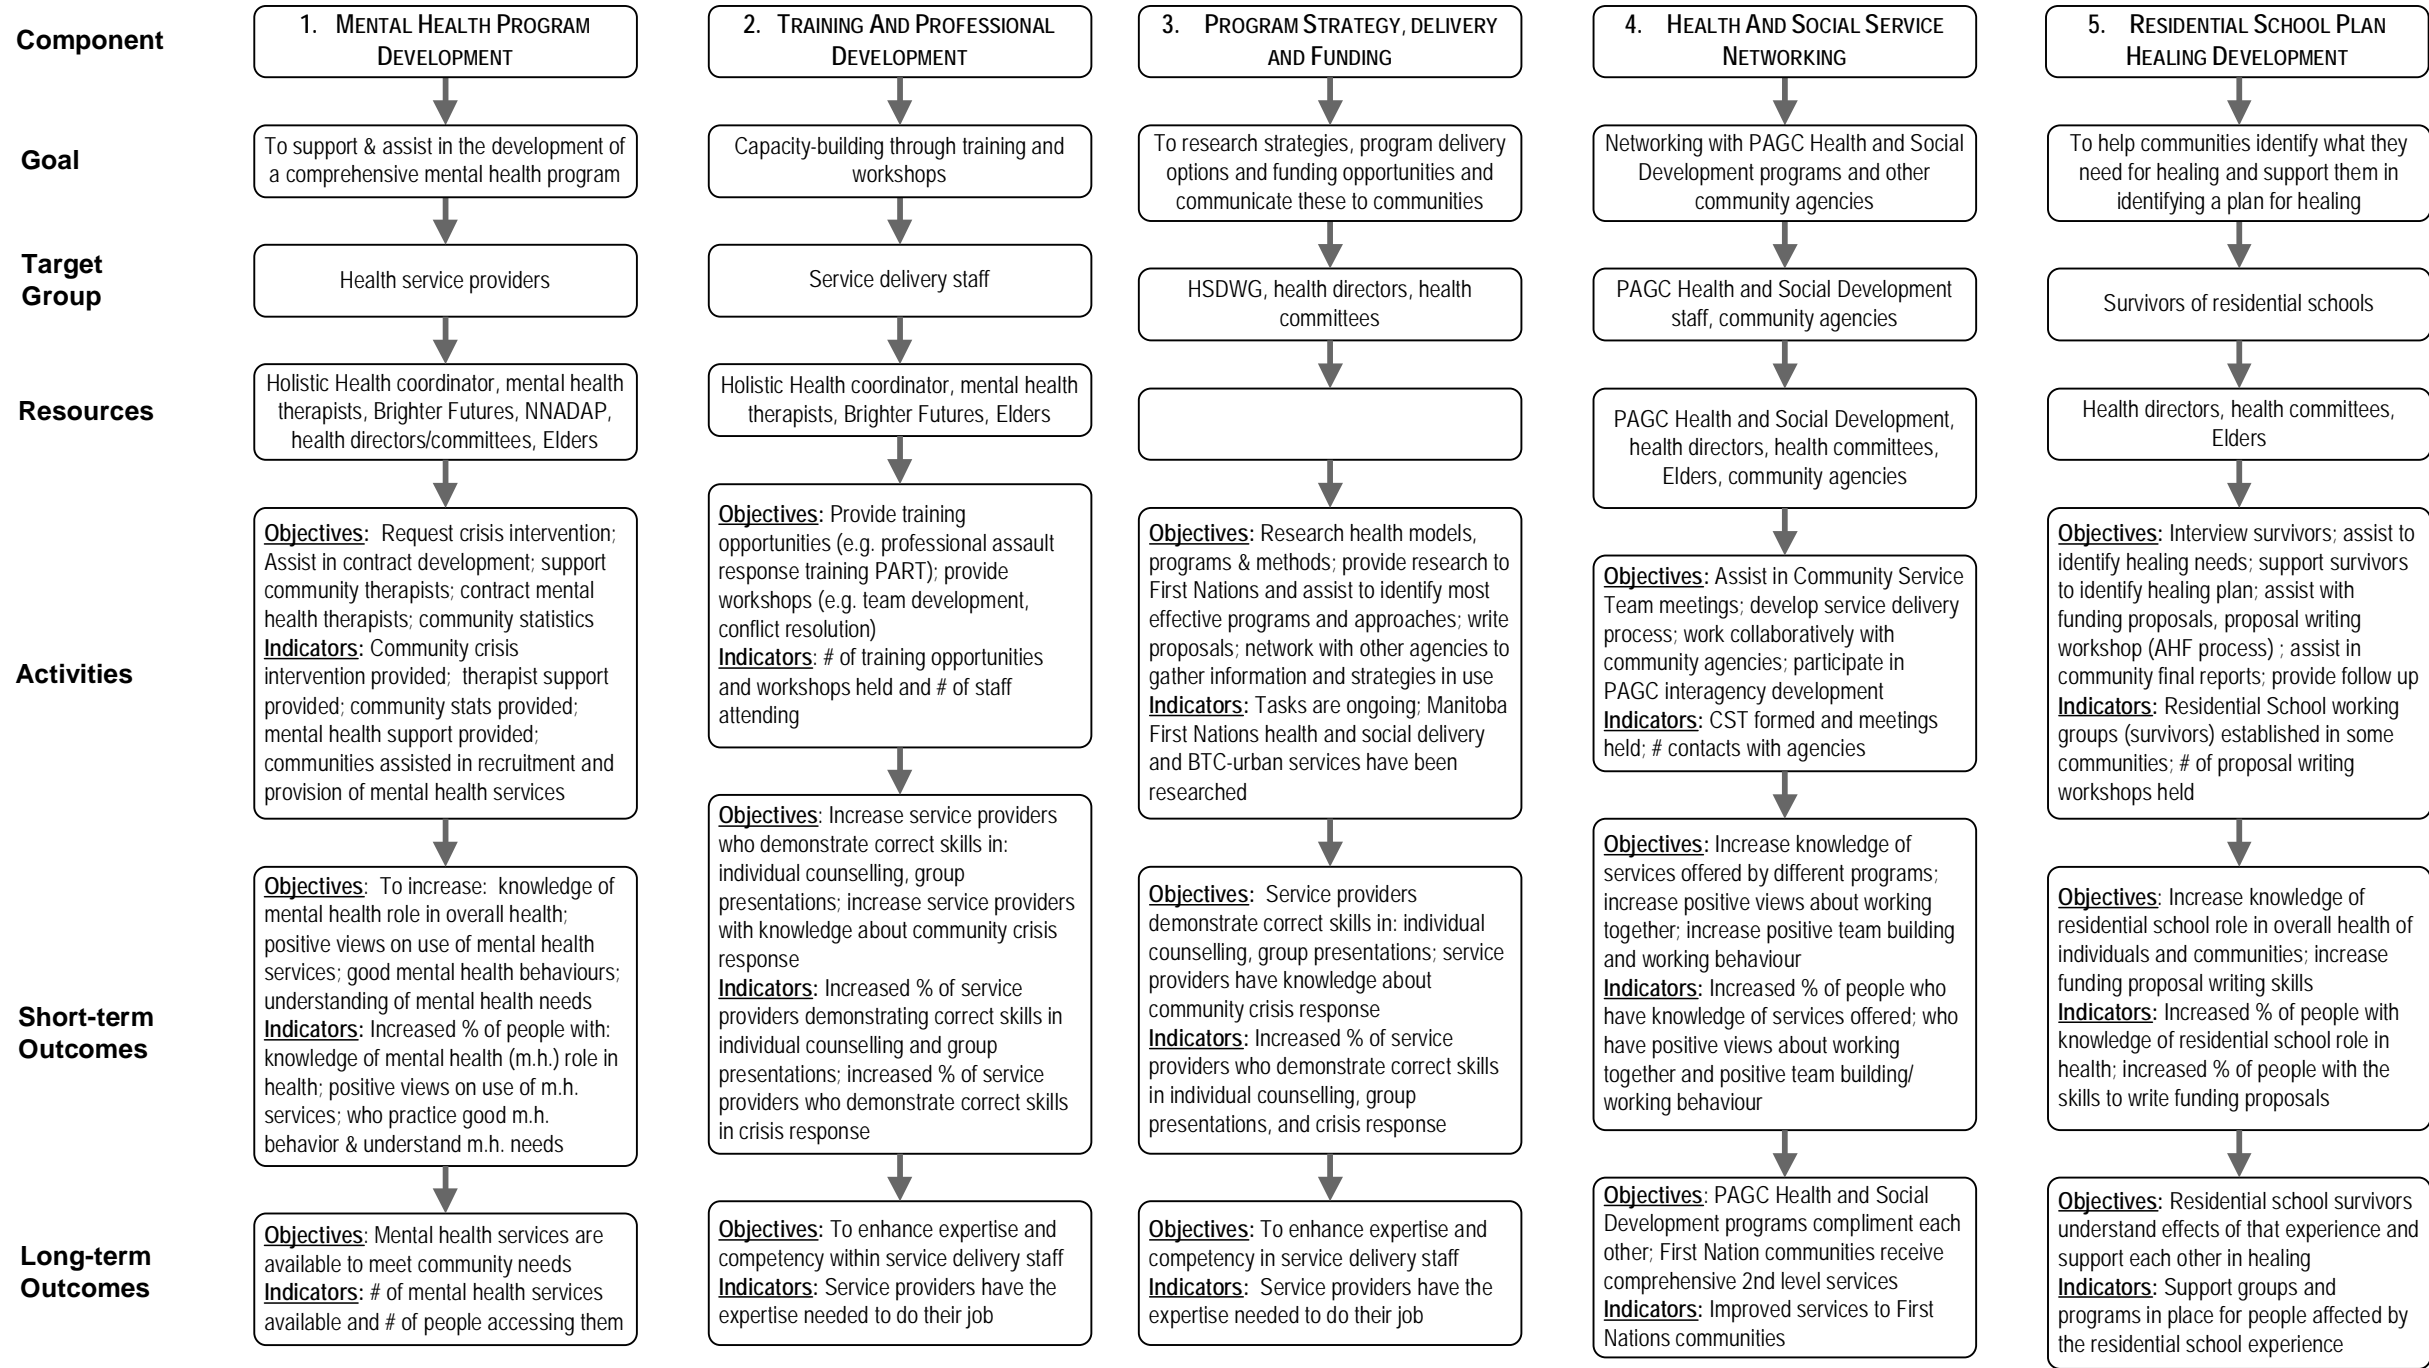 Component
1. MENTAL HEALTH PROGRAM
DEVELOPMENT
2. TRAINING AND PROFESSIONAL
DEVELOPMENT
3. PROGRAM STRATEGY, DELIVERY
AND FUNDING
4. HEALTH AND SOCIAL SERVICE
NETWORKING
5. RESIDENTIAL SCHOOL PLAN
HEALING DEVELOPMENT
Goal
To support & assist in the development of
a comprehensive mental health program
Capacity-building through training and
workshops
To research strategies, program delivery
options and funding opportunities and
communicate these to communities
Networking with PAGC Health and Social
Development programs and other
community agencies
To help communities identify what they
need for healing and support them in
identifying a plan for healing
Target
Group
Health service providers
Service delivery staff
HSDWG, health directors, health
committees
PAGC Health and Social Development
staff, community agencies
Survivors of residential schools
Resources
Holistic Health coordinator, mental health
therapists, Brighter Futures, NNADAP,
health directors/committees, Elders
Holistic Health coordinator, mental health
therapists, Brighter Futures, Elders
PAGC Health and Social Development,
health directors, health committees,
Elders, community agencies
Health directors, health committees,
Elders
Activities
Objectives: Request crisis intervention;
Assist in contract development; support
community therapists; contract mental
health therapists; community statistics
Indicators: Community crisis
intervention provided; therapist support
provided; community stats provided;
mental health support provided;
communities assisted in recruitment and
provision of mental health services
Objectives: Provide training
opportunities (e.g. professional assault
response training PART); provide
workshops (e.g. team development,
conflict resolution)
Indicators: # of training opportunities
and workshops held and # of staff
attending
Objectives: Research health models,
programs & methods; provide research to
First Nations and assist to identify most
effective programs and approaches; write
proposals; network with other agencies to
gather information and strategies in use
Indicators: Tasks are ongoing; Manitoba
First Nations health and social delivery
and BTC-urban services have been
researched
Objectives: Assist in Community Service
Team meetings; develop service delivery
process; work collaboratively with
community agencies; participate in
PAGC interagency development
Indicators: CST formed and meetings
held; # contacts with agencies
Objectives: Interview survivors; assist to
identify healing needs; support survivors
to identify healing plan; assist with
funding proposals, proposal writing
workshop (AHF process) ; assist in
community final reports; provide follow up
Indicators: Residential School working
groups (survivors) established in some
communities; # of proposal writing
workshops held
Short-term
Outcomes
Objectives: To increase: knowledge of
mental health role in overall health;
positive views on use of mental health
services; good mental health behaviours;
understanding of mental health needs
Indicators: Increased % of people with:
knowledge of mental health (m.h.) role in
health; positive views on use of m.h.
services; who practice good m.h.
behavior & understand m.h. needs
Objectives: Increase service providers
who demonstrate correct skills in:
individual counselling, group
presentations; increase service providers
with knowledge about community crisis
response
Indicators: Increased % of service
providers demonstrating correct skills in
individual counselling and group
presentations; increased % of service
providers who demonstrate correct skills
in crisis response
Objectives: Service providers
demonstrate correct skills in: individual
counselling, group presentations; service
providers have knowledge about
community crisis response
Indicators: Increased % of service
providers who demonstrate correct skills
in individual counselling, group
presentations, and crisis response
Objectives: Increase knowledge of
services offered by different programs;
increase positive views about working
together; increase positive team building
and working behaviour
Indicators: Increased % of people who
have knowledge of services offered; who
have positive views about working
together and positive team building/
working behaviour
Objectives: Increase knowledge of
residential school role in overall health of
individuals and communities; increase
funding proposal writing skills
Indicators: Increased % of people with
knowledge of residential school role in
health; increased % of people with the
skills to write funding proposals
Long-term
Outcomes
Objectives: Mental health services are
available to meet community needs
Indicators: # of mental health services
available and # of people accessing them
Objectives: To enhance expertise and
competency within service delivery staff
Indicators: Service providers have the
expertise needed to do their job
Objectives: To enhance expertise and
competency in service delivery staff
Indicators: Service providers have the
expertise needed to do their job
Objectives: PAGC Health and Social
Development programs compliment each
other; First Nation communities receive
comprehensive 2nd level services
Indicators: Improved services to First
Nations communities
Objectives: Residential school survivors
understand effects of that experience and
support each other in healing
Indicators: Support groups and
programs in place for people affected by
the residential school experience